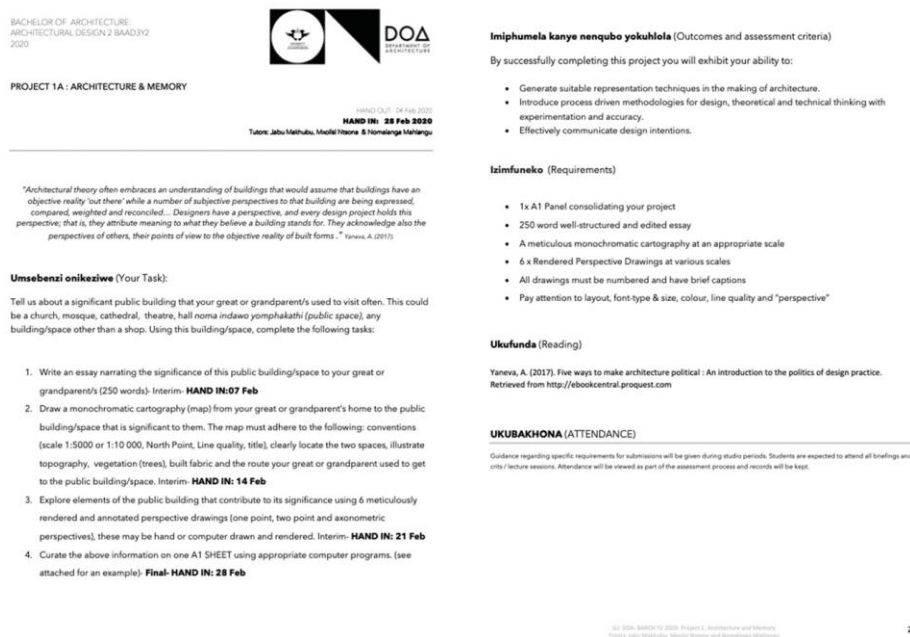 BACHELOR OF ARCHITECTURE:
ARCHITECTURAL DESIGN 2 BAAD3Y2
2020
DOA
DEPARTMENT OF
ARCHITECTURE
PROJECT 1A : ARCHITECTURE & MEMORY
HAND OUT : 04 Feb 2020
HAND IN: 28 Feb 2020
Tutors: Jabu Makhubu, Mxolisi Ntsona & Nomalanga Mahlangu
"Architectural theory often embraces an understanding of buildings that would assume that buildings have an
objective reality 'out there' while a number of subjective perspectives to that building are being expressed,
compared, weighted and reconciled... Designers have a perspective, and every design project holds this
perspective; that is, they attribute meaning to what they believe a building stands for. They acknowledge also the
perspectives of others, their points of view to the objective reality of built forms ." Yaneva, A. (2017).
Umsebenzi onikeziwe (Your Task):
Tell us about a significant public building that your great or grandparent/s used to visit often. This could
be a church, mosque, cathedral, theatre, hall noma indawo yomphakathi (public space), any
building/space other than a shop. Using this building/space, complete the following tasks:
1. Write an essay narrating the significance of this public building/space to your great or
grandparent/s (250 words)- Interim- HAND IN:07 Feb
2. Draw a monochromatic cartography (map) from your great or grandparent's home to the public
building/space that is significant to them. The map must adhere to the following: conventions
(scale 1:5000 or 1:10 000, North Point, Line quality, title), clearly locate the two spaces, illustrate
topography, vegetation (trees), built fabric and the route your great or grandparent used to get
to the public building/space. Interim- HAND IN: 14 Feb
3. Explore elements of the public building that contribute to its significance using 6 meticulously
rendered and annotated perspective drawings (one point, two point and axonometric
perspectives), these may be hand or computer drawn and rendered. Interim- HAND IN: 21 Feb
4. Curate the above information on one A1 SHEET using appropriate computer programs. (see
attached for an example)- Final- HAND IN: 28 Feb
Imiphumela kanye nenqubo yokuhlola (Outcomes and assessment criteria)
By successfully completing this project you will exhibit your ability to:
• Generate suitable representation techniques in the making of architecture.
• Introduce process driven methodologies for design, theoretical and technical thinking with
experimentation and accuracy.
• Effectively communicate design intentions.
Izimfuneko (Requirements)
• 1x A1 Panel consolidating your project
• 250 word well-structured and edited essay
• A meticulous monochromatic cartography at an appropriate scale
• 6 x Rendered Perspective Drawings at various scales
• All drawings must be numbered and have brief captions
• Pay attention to layout, font-type & size, colour, line quality and "perspective"
Ukufunda (Reading)
Yaneva, A. (2017). Five ways to make architecture political : An introduction to the politics of design practice.
Retrieved from http://ebookcentral.proquest.com
UKUBAKHONA (ATTENDANCE)
Guidance regarding specific requirements for submissions will be given during studio periods. Students are expected to attend all briefings and
crits / lecture sessions. Attendance will be viewed as part of the assessment process and records will be kept.
UJ: DOA: BARCH Y2 2020: Project 1: Architecture and Memory
Tutors: Jabu Makhubu, Mxolisi Ntsona and Nomalanga Mahlangu
2